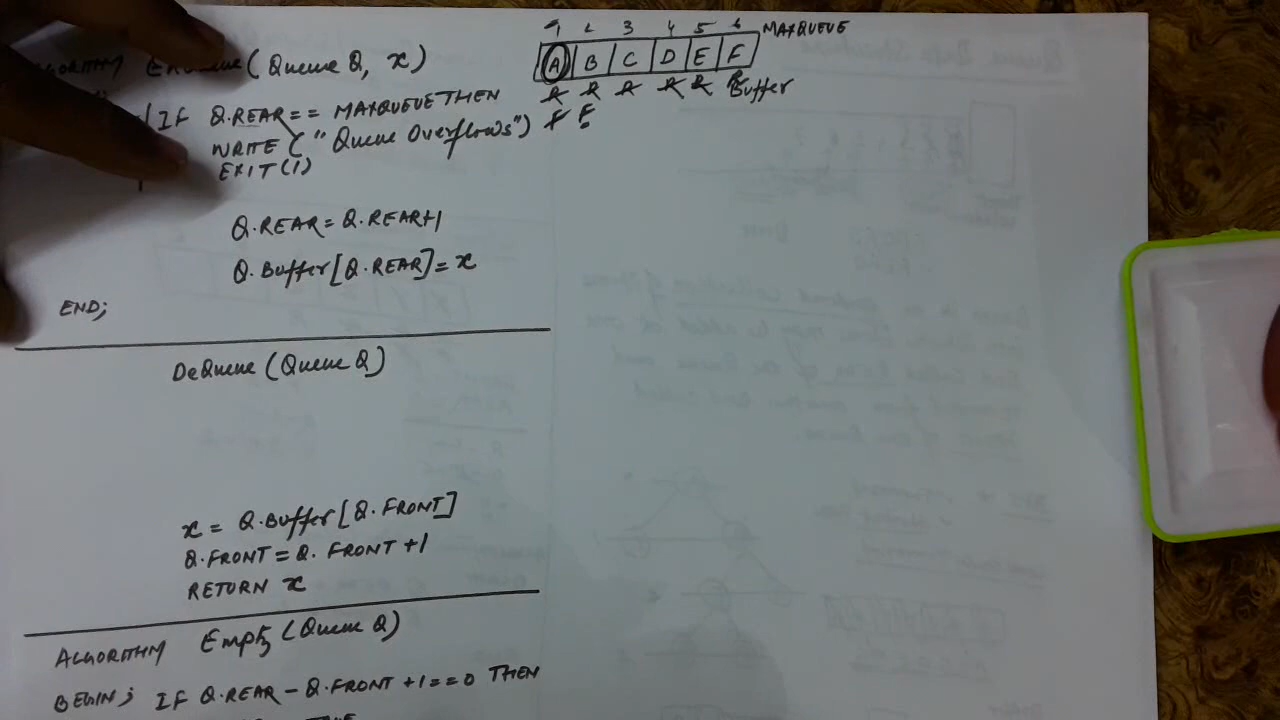 1 2 3 4 5 6 MAXQUEUE
A B C D E F
R R R R R R Buffer
F F
ALGORITHM EnQueue(Queue Q, x)
IF Q.REAR == MAXQUEUE THEN
WRITE ("Queue Overflows")
EXIT(1)
Q.REAR = Q.REAR+1
Q.Buffer[Q.REAR] = x
END;
DeQueue(Queue Q)
x = Q.Buffer[Q.FRONT]
Q.FRONT = Q.FRONT +1
RETURN x
ALGORITHM Empty(Queue Q)
BEGIN; IF Q.REAR - Q.FRONT +1 == 0 THEN